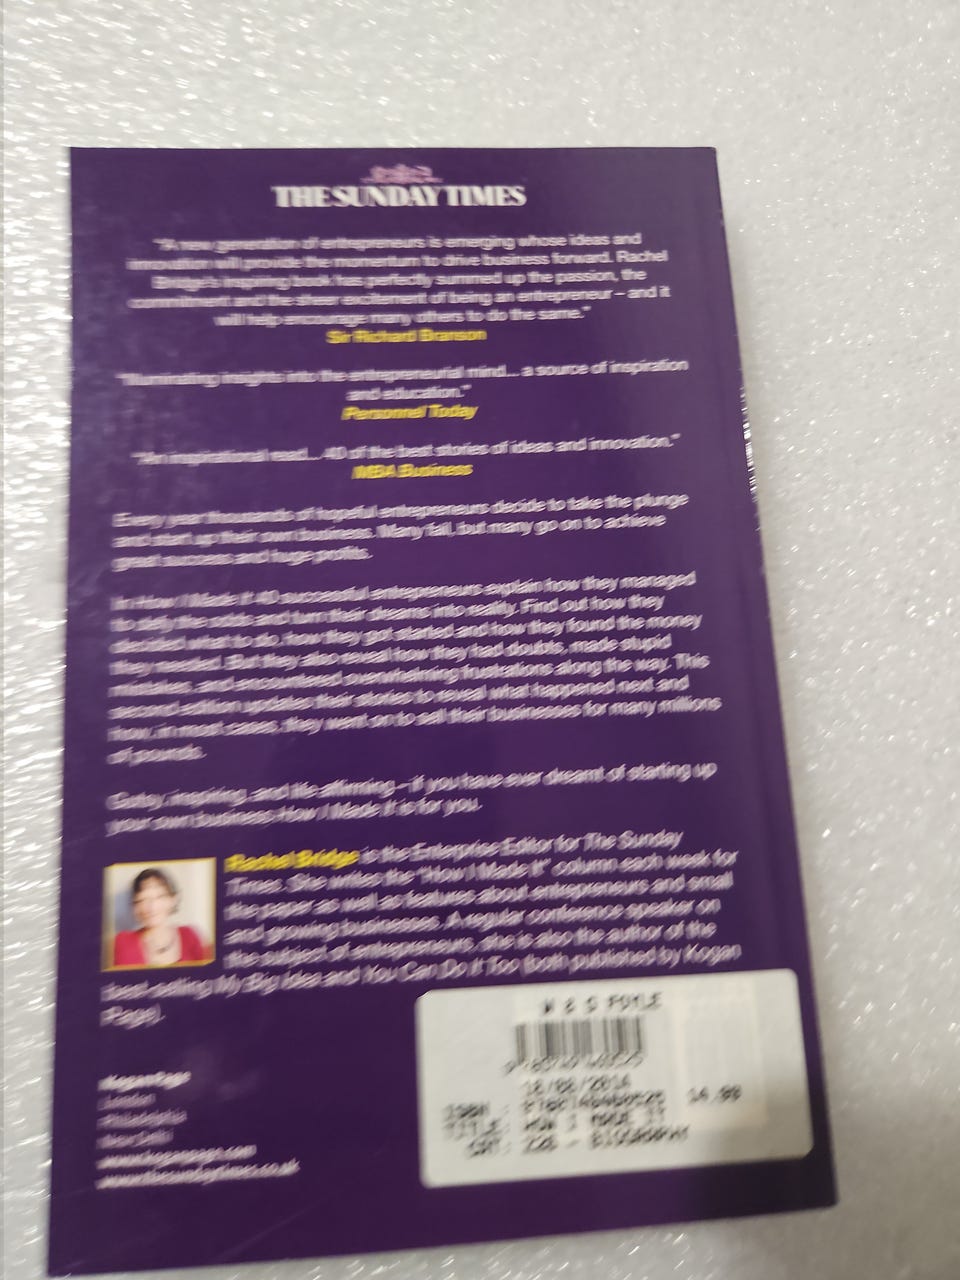 THE SUNDAY TIMES
"A new generation of entrepreneurs is emerging whose ideas and
innovation will provide the momentum to drive business forward. Rachel
Bridge's inspiring book has perfectly summed up the passion, the
commitment and the sheer excitement of being an entrepreneur – and it
will help encourage many others to do the same."
Sir Richard Branson
"Illuminating insights into the entrepreneurial mind... a source of inspiration
and education."
Personnel Today
"An inspirational read... 40 of the best stories of ideas and innovation."
MBA Business
Every year thousands of hopeful entrepreneurs decide to take the plunge
and start up their own business. Many fail, but many go on to achieve
great success and huge profits.
In How I Made It 40 successful entrepreneurs explain how they managed
to defy the odds and turn their dreams into reality. Find out how they
decided what to do, how they got started and how they found the money
they needed. But they also reveal how they had doubts, made stupid
mistakes, and encountered overwhelming frustrations along the way. This
second edition updates their stories to reveal what happened next and
how, in most cases, they went on to sell their businesses for many millions
of pounds.
Gutsy, inspiring, and life affirming – if you have ever dreamt of starting up
your own business How I Made It is for you.
Rachel Bridge is the Enterprise Editor for The Sunday
Times. She writes the "How I Made It" column each week for
the paper as well as features about entrepreneurs and small
and growing businesses. A regular conference speaker on
the subject of entrepreneurs, she is also the author of the
best-selling My Big Idea and You Can Do It Too (both published by Kogan
Page).
KoganPage
London
Philadelphia
New Delhi
www.koganpage.com
www.thesundaytimes.co.uk
W & G FOYLE
18/08/2014
ISBN : 14.99
TITLE: HOW I MADE IT
CAT: 226 - BIOGRAPHY